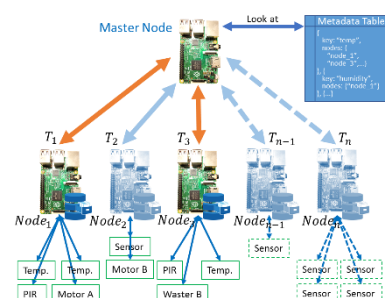 Master Node
Look at
Metadata Table
{
key: "temp",
nodes: [
"node_1",
"node_3",...}
], [
key: "humidity"
nodes: ["node_1"]
], [...]
T1 T2 T3 Tn−1 Tn
Node1 Node2 Node3 Noden-1 Noden
Sensor
Sensor
Temp. Temp. Motor B PIR Temp. Sensor Sensor
PIR Motor A Waster B Sensor Sensor